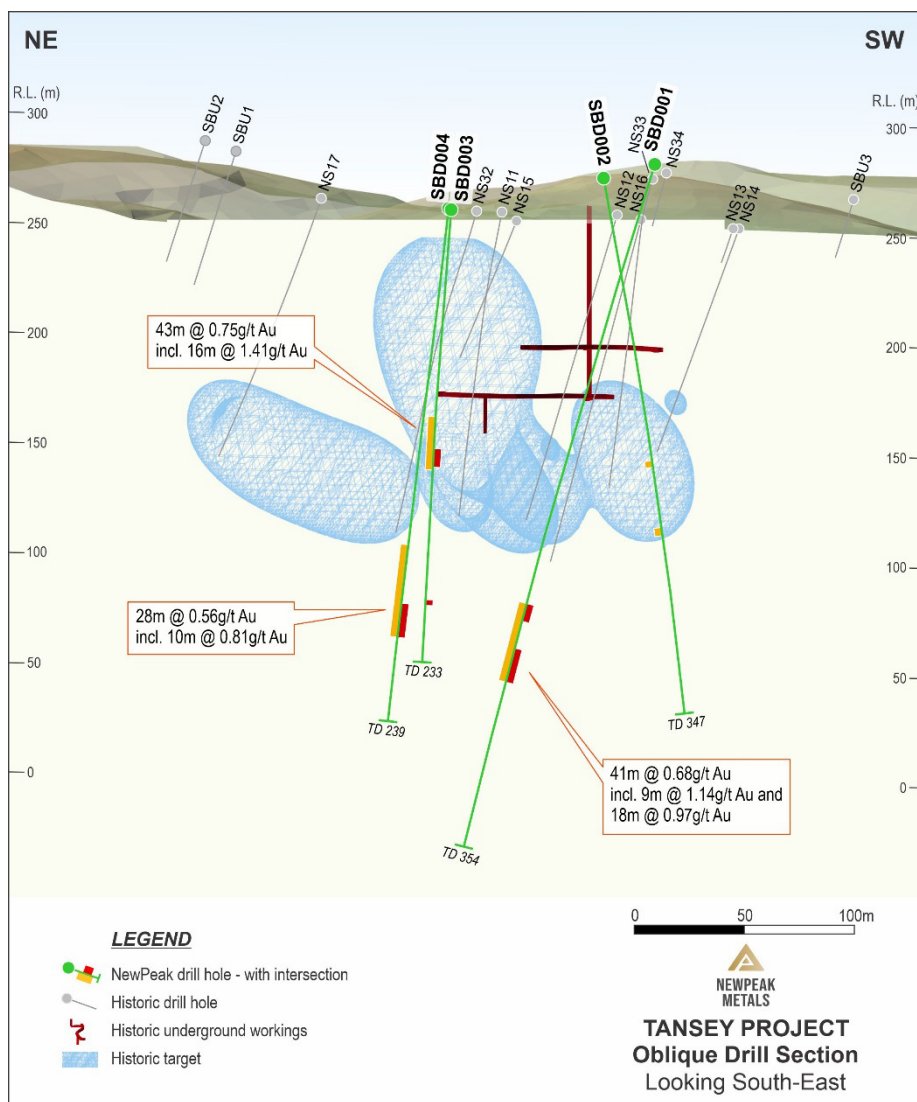 NE
SW
R.L. (m)
R.L. (m)
300
250
200
150
100
50
0
300
250
200
150
100
50
0
SBU2
SBU1
NS17
SBD004
SBD003
NS32
NS11
NS15
SBD002
NS33
SBD001
NS34
NS12
NS16
NS13
NS14
SBU3
43m @ 0.75g/t Au
incl. 16m @ 1.41g/t Au
28m @ 0.56g/t Au
incl. 10m @ 0.81g/t Au
41m @ 0.68g/t Au
incl. 9m @ 1.14g/t Au and
18m @ 0.97g/t Au
TD 233
TD 239
TD 347
TD 354
LEGEND
NewPeak drill hole - with intersection
Historic drill hole
Historic underground workings
Historic target
0 50 100m
NEWPEAK
METALS
TANSEY PROJECT
Oblique Drill Section
Looking South-East